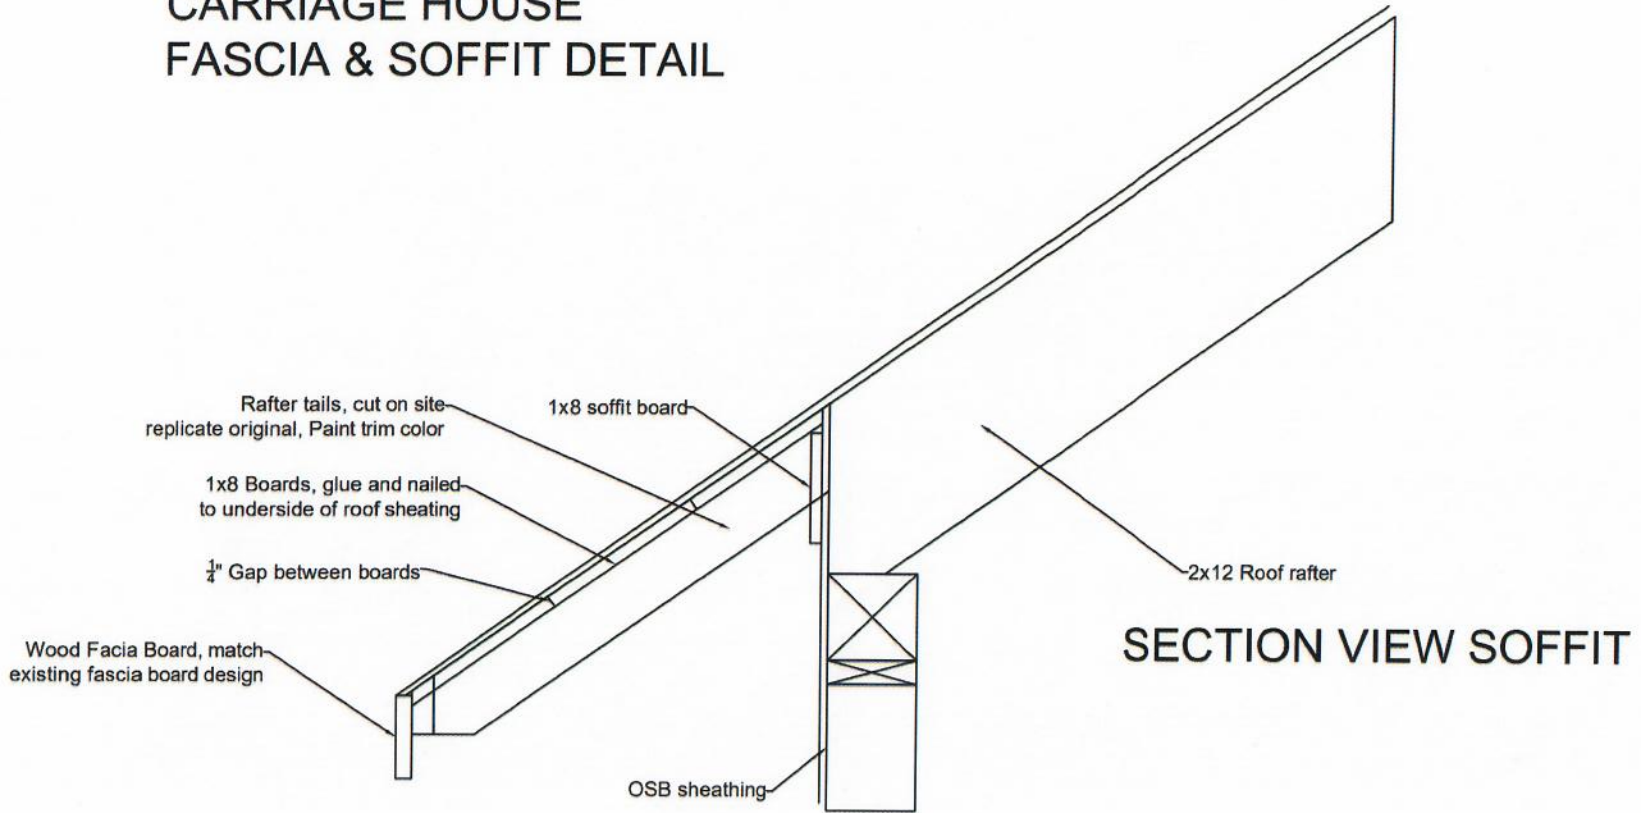 CARRIAGE HOUSE
FASCIA & SOFFIT DETAIL
Rafter tails, cut on site
replicate original, Paint trim color
1x8 soffit board
1x8 Boards, glue and nailed
to underside of roof sheating
1/4" Gap between boards
2x12 Roof rafter
Wood Facia Board, match
existing fascia board design
SECTION VIEW SOFFIT
OSB sheathing